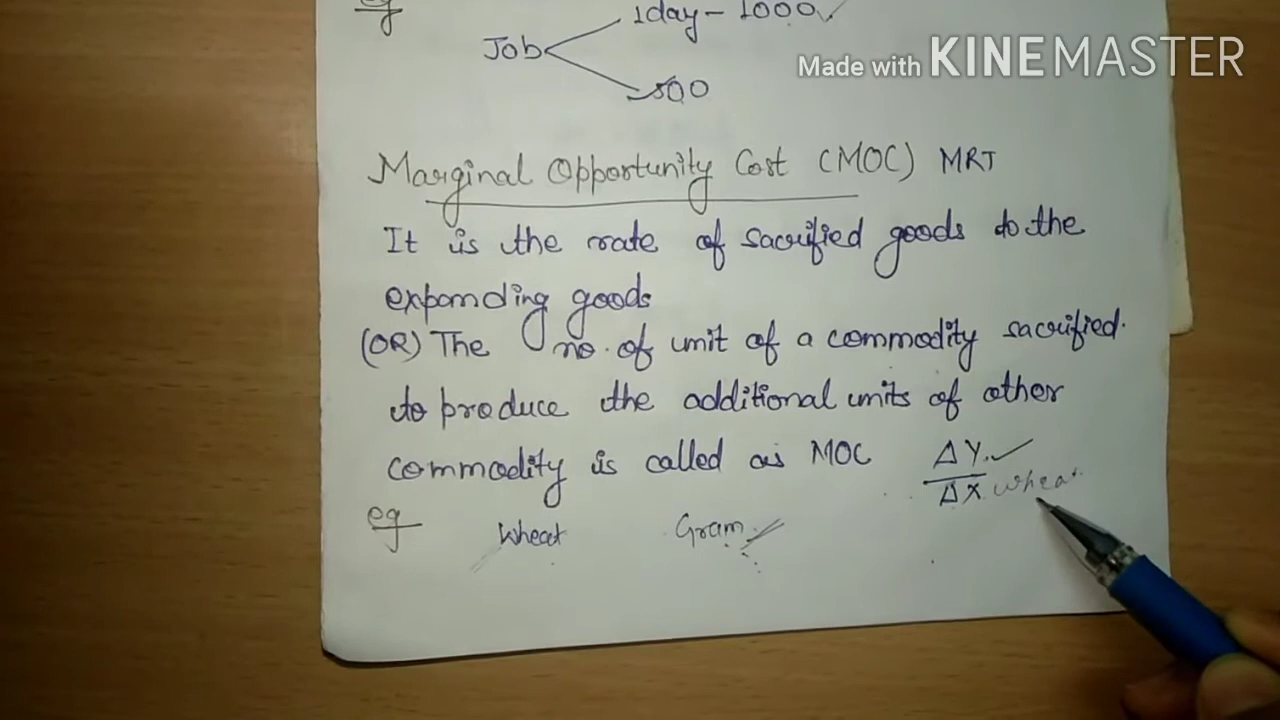 eg
1day - 1000
Job
500
Made with KINEMASTER
Marginal Opportunity Cost (MOC) MRT
It is the rate of sacrified goods to the
expanding goods
(OR) The no. of unit of a commodity sacrified.
to produce the additional units of other
commodity is called as MOC
ΔY
ΔX Wheat
eg Wheat Gram